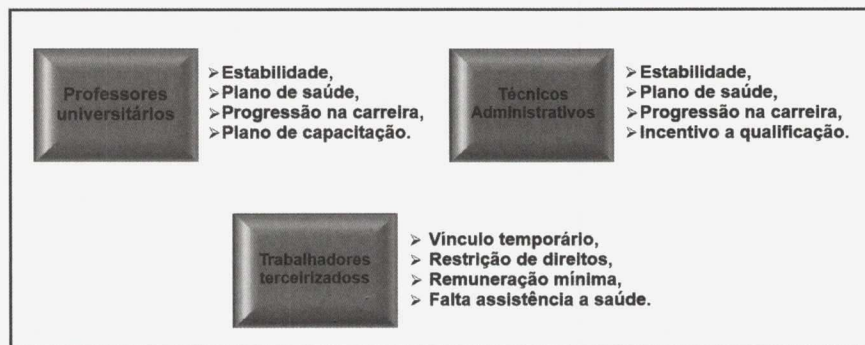 Professores
universitários
➢Estabilidade,
➢Plano de saúde,
➢Progressão na carreira,
➢Plano de capacitação.
Técnicos
Administrativos
➢Estabilidade,
➢Plano de saúde,
➢Progressão na carreira,
➢Incentivo a qualificação.
Trabalhadores
terceirizadoss
➢ Vínculo temporário,
➢ Restrição de direitos,
➢ Remuneração mínima,
➢ Falta assistência a saúde.